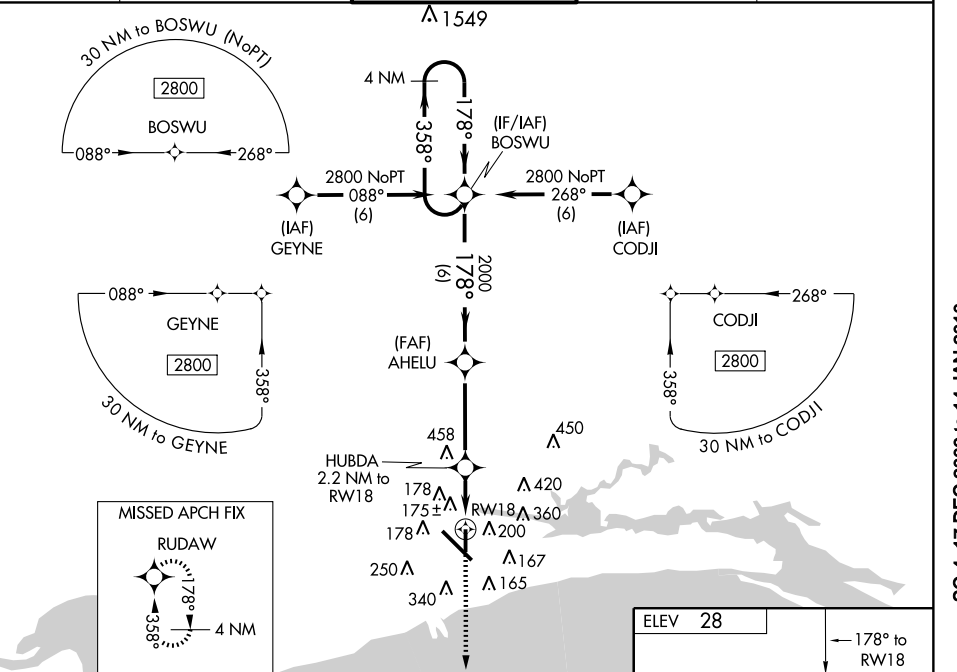 1549
30 NM to BOSWU (NoPT)
2800
BOSWU
088°
268°
4 NM
358°
178°
(IF/IAF)
BOSWU
2800 NoPT
088°
(6)
2800 NoPT
268°
(6)
(IAF)
GEYNE
(IAF)
CODJI
2000
178°
(6)
088°
GEYNE
2800
358°
30 NM to GEYNE
268°
CODJI
2800
358°
30 NM to CODJI
(FAF)
AHELU
458
450
HUBDA
2.2 NM to
RW18
178
420
175±
RW18
360
178
200
167
250
165
340
MISSED APCH FIX
RUDAW
178°
358°
4 NM
ELEV 28
178° to
RW18